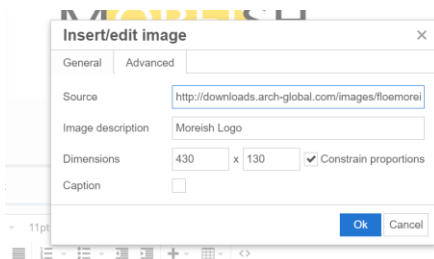 MOREISH
Insert/edit image ×
General Advanced
Source http://downloads.arch-global.com/images/floemorei
Image description Moreish Logo
Dimensions 430 x 130 Constrain proportions
Caption
Ok Cancel
11pt